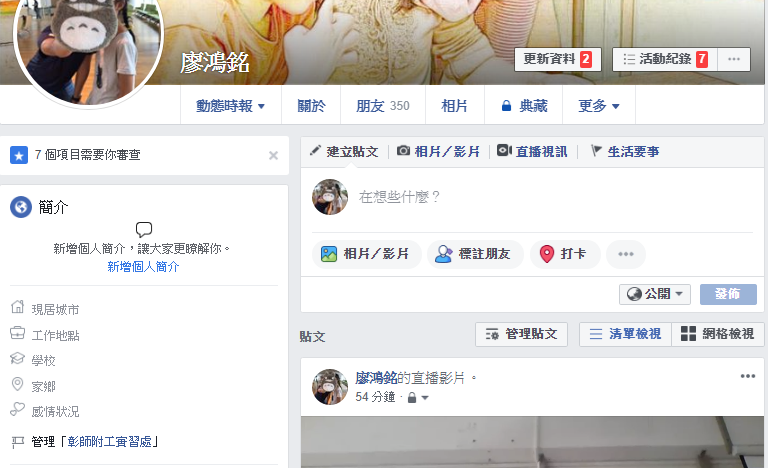 廖鴻銘
更新資料 2
活動紀錄 7
動態時報 關於 朋友 350 相片 典藏 更多
7 個項目需要你審查
簡介
新增個人簡介，讓大家更瞭解你。
新增個人簡介
現居城市
工作地點
學校
家鄉
感情狀況
管理「彰師附工實習處」
建立貼文 相片／影片 直播視訊 生活要事
在想些什麼？
相片／影片 標註朋友 打卡
公開 發佈
貼文 管理貼文 清單檢視 網格檢視
廖鴻銘的直播影片。
54 分鐘 ·